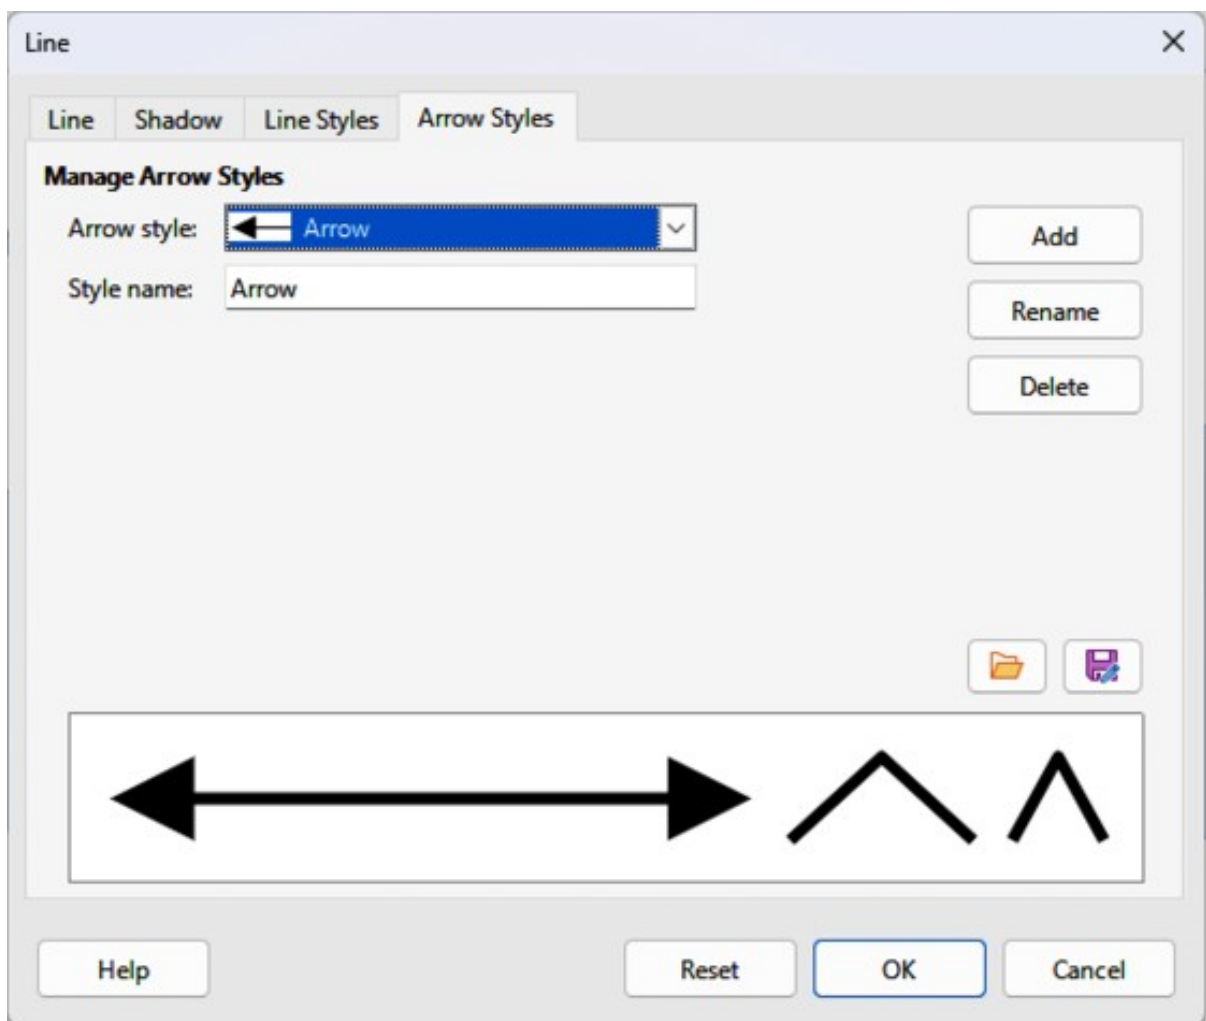 Line
Line Shadow Line Styles Arrow Styles
Manage Arrow Styles
Arrow style: Arrow
Add
Style name: Arrow
Rename
Delete
Help Reset OK Cancel